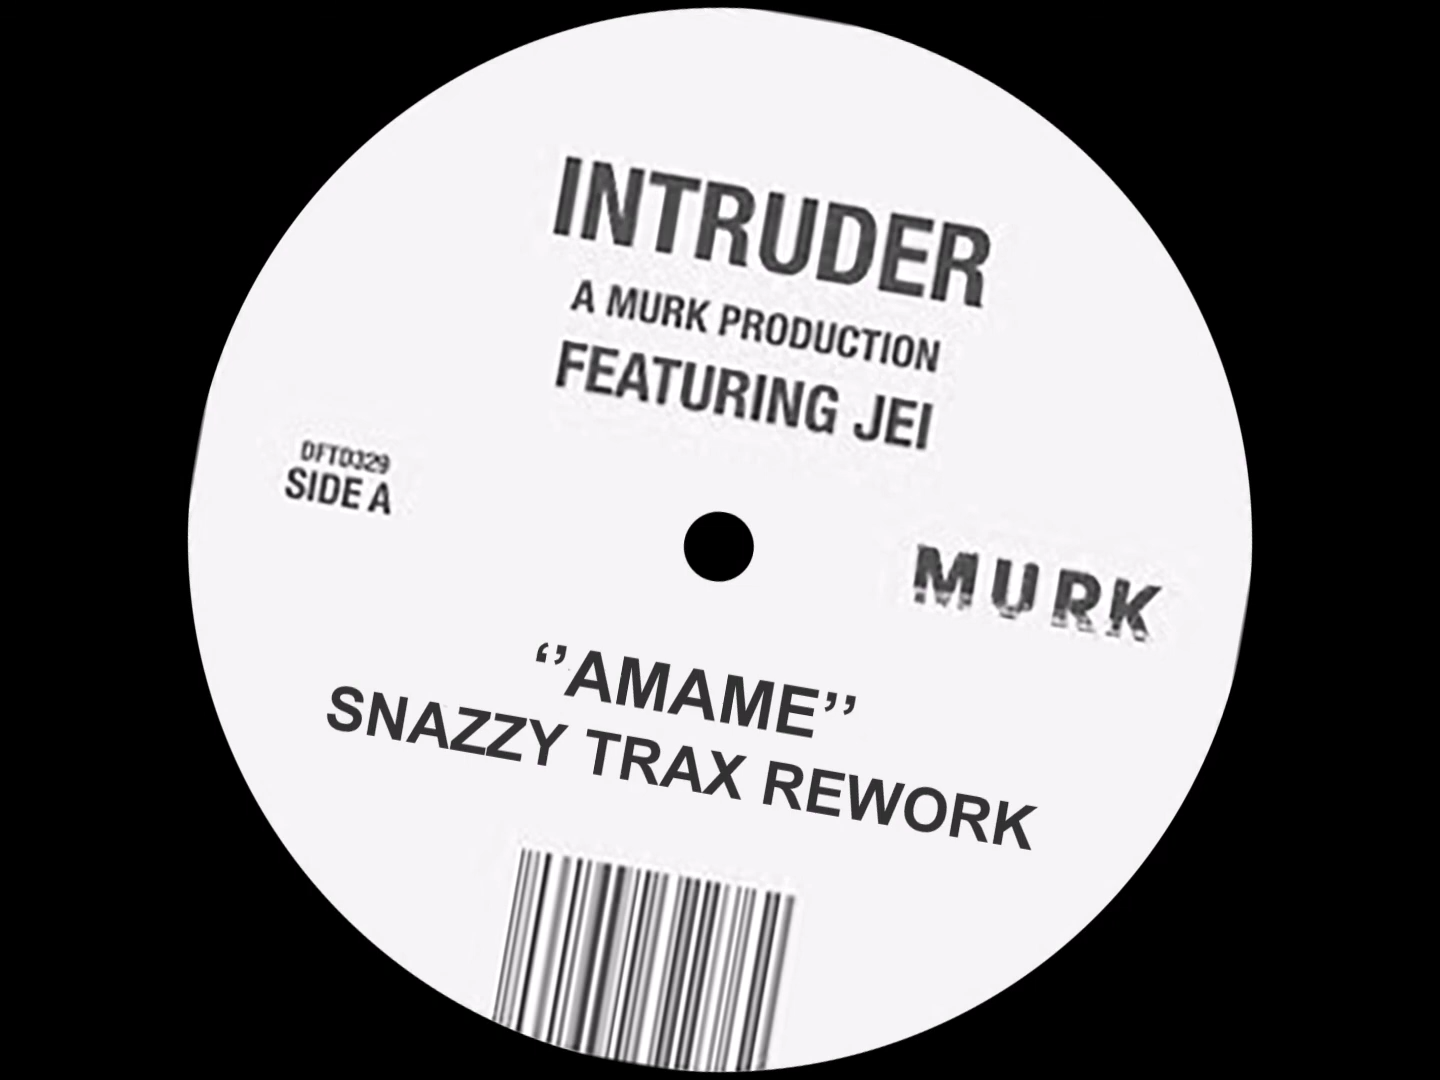 INTRUDER
A MURK PRODUCTION
FEATURING JEI
DFTD329
SIDE A
MURK
‘’AMAME’’
SNAZZY TRAX REWORK